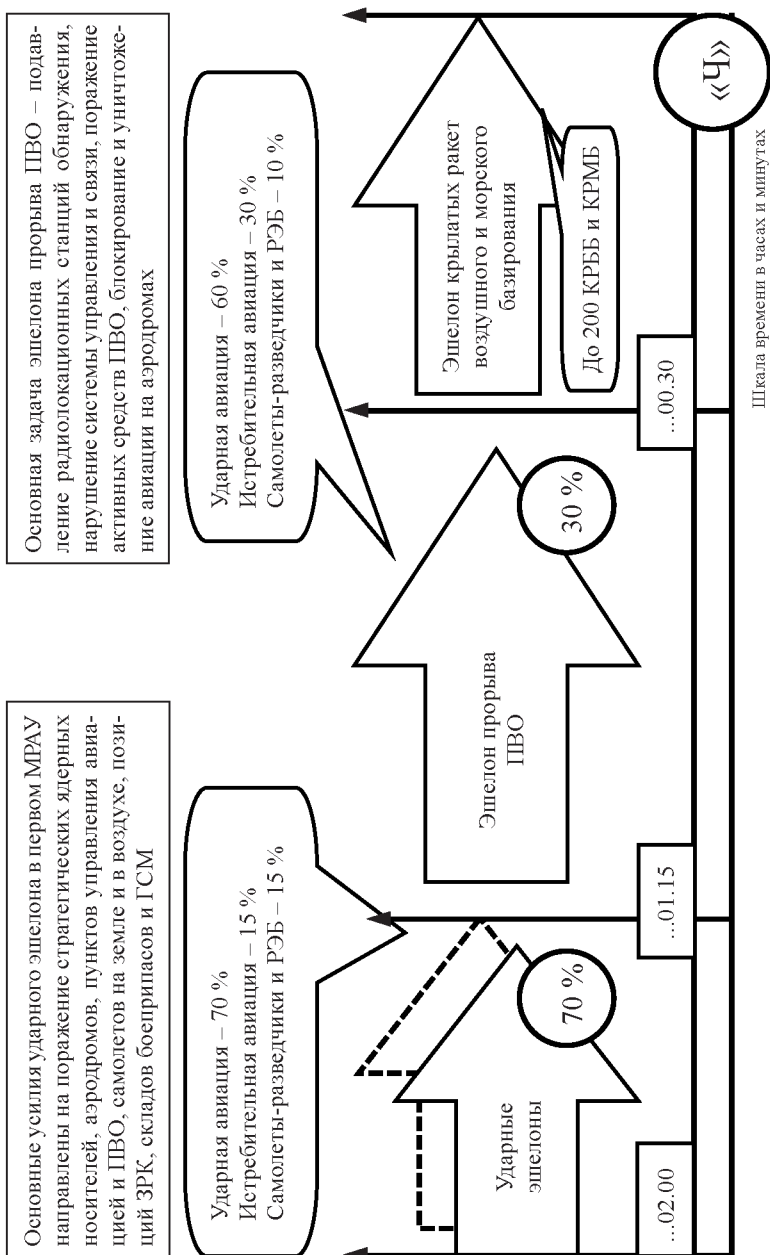 Основные усилия ударного эшелона в первом МРАУ
направлены на поражение стратегических ядерных
носителей, аэродромов, пунктов управления авиа-
цией и ПВО, самолетов на земле и в воздухе, пози-
ций ЗРК, складов боеприпасов и ГСМ
Основная задача эшелона прорыва ПВО – подав-
ление радиолокационных станций обнаружения,
нарушение системы управления и связи, поражение
активных средств ПВО, блокирование и уничтоже-
ние авиации на аэродромах
Ударная авиация – 70 %
Истребительная авиация – 15 %
Самолеты-разведчики и РЭБ – 15 %
Ударная авиация – 60 %
Истребительная авиация – 30 %
Самолеты-разведчики и РЭБ – 10 %
Ударные
эшелоны
70 %
Эшелон прорыва
ПВО
30 %
Эшелон крылатых ракет
воздушного и морского
базирования
До 200 КРВБ и КРМБ
...02.00
...01.15
...00.30
«Ч»
Шкала времени в часах и минутах